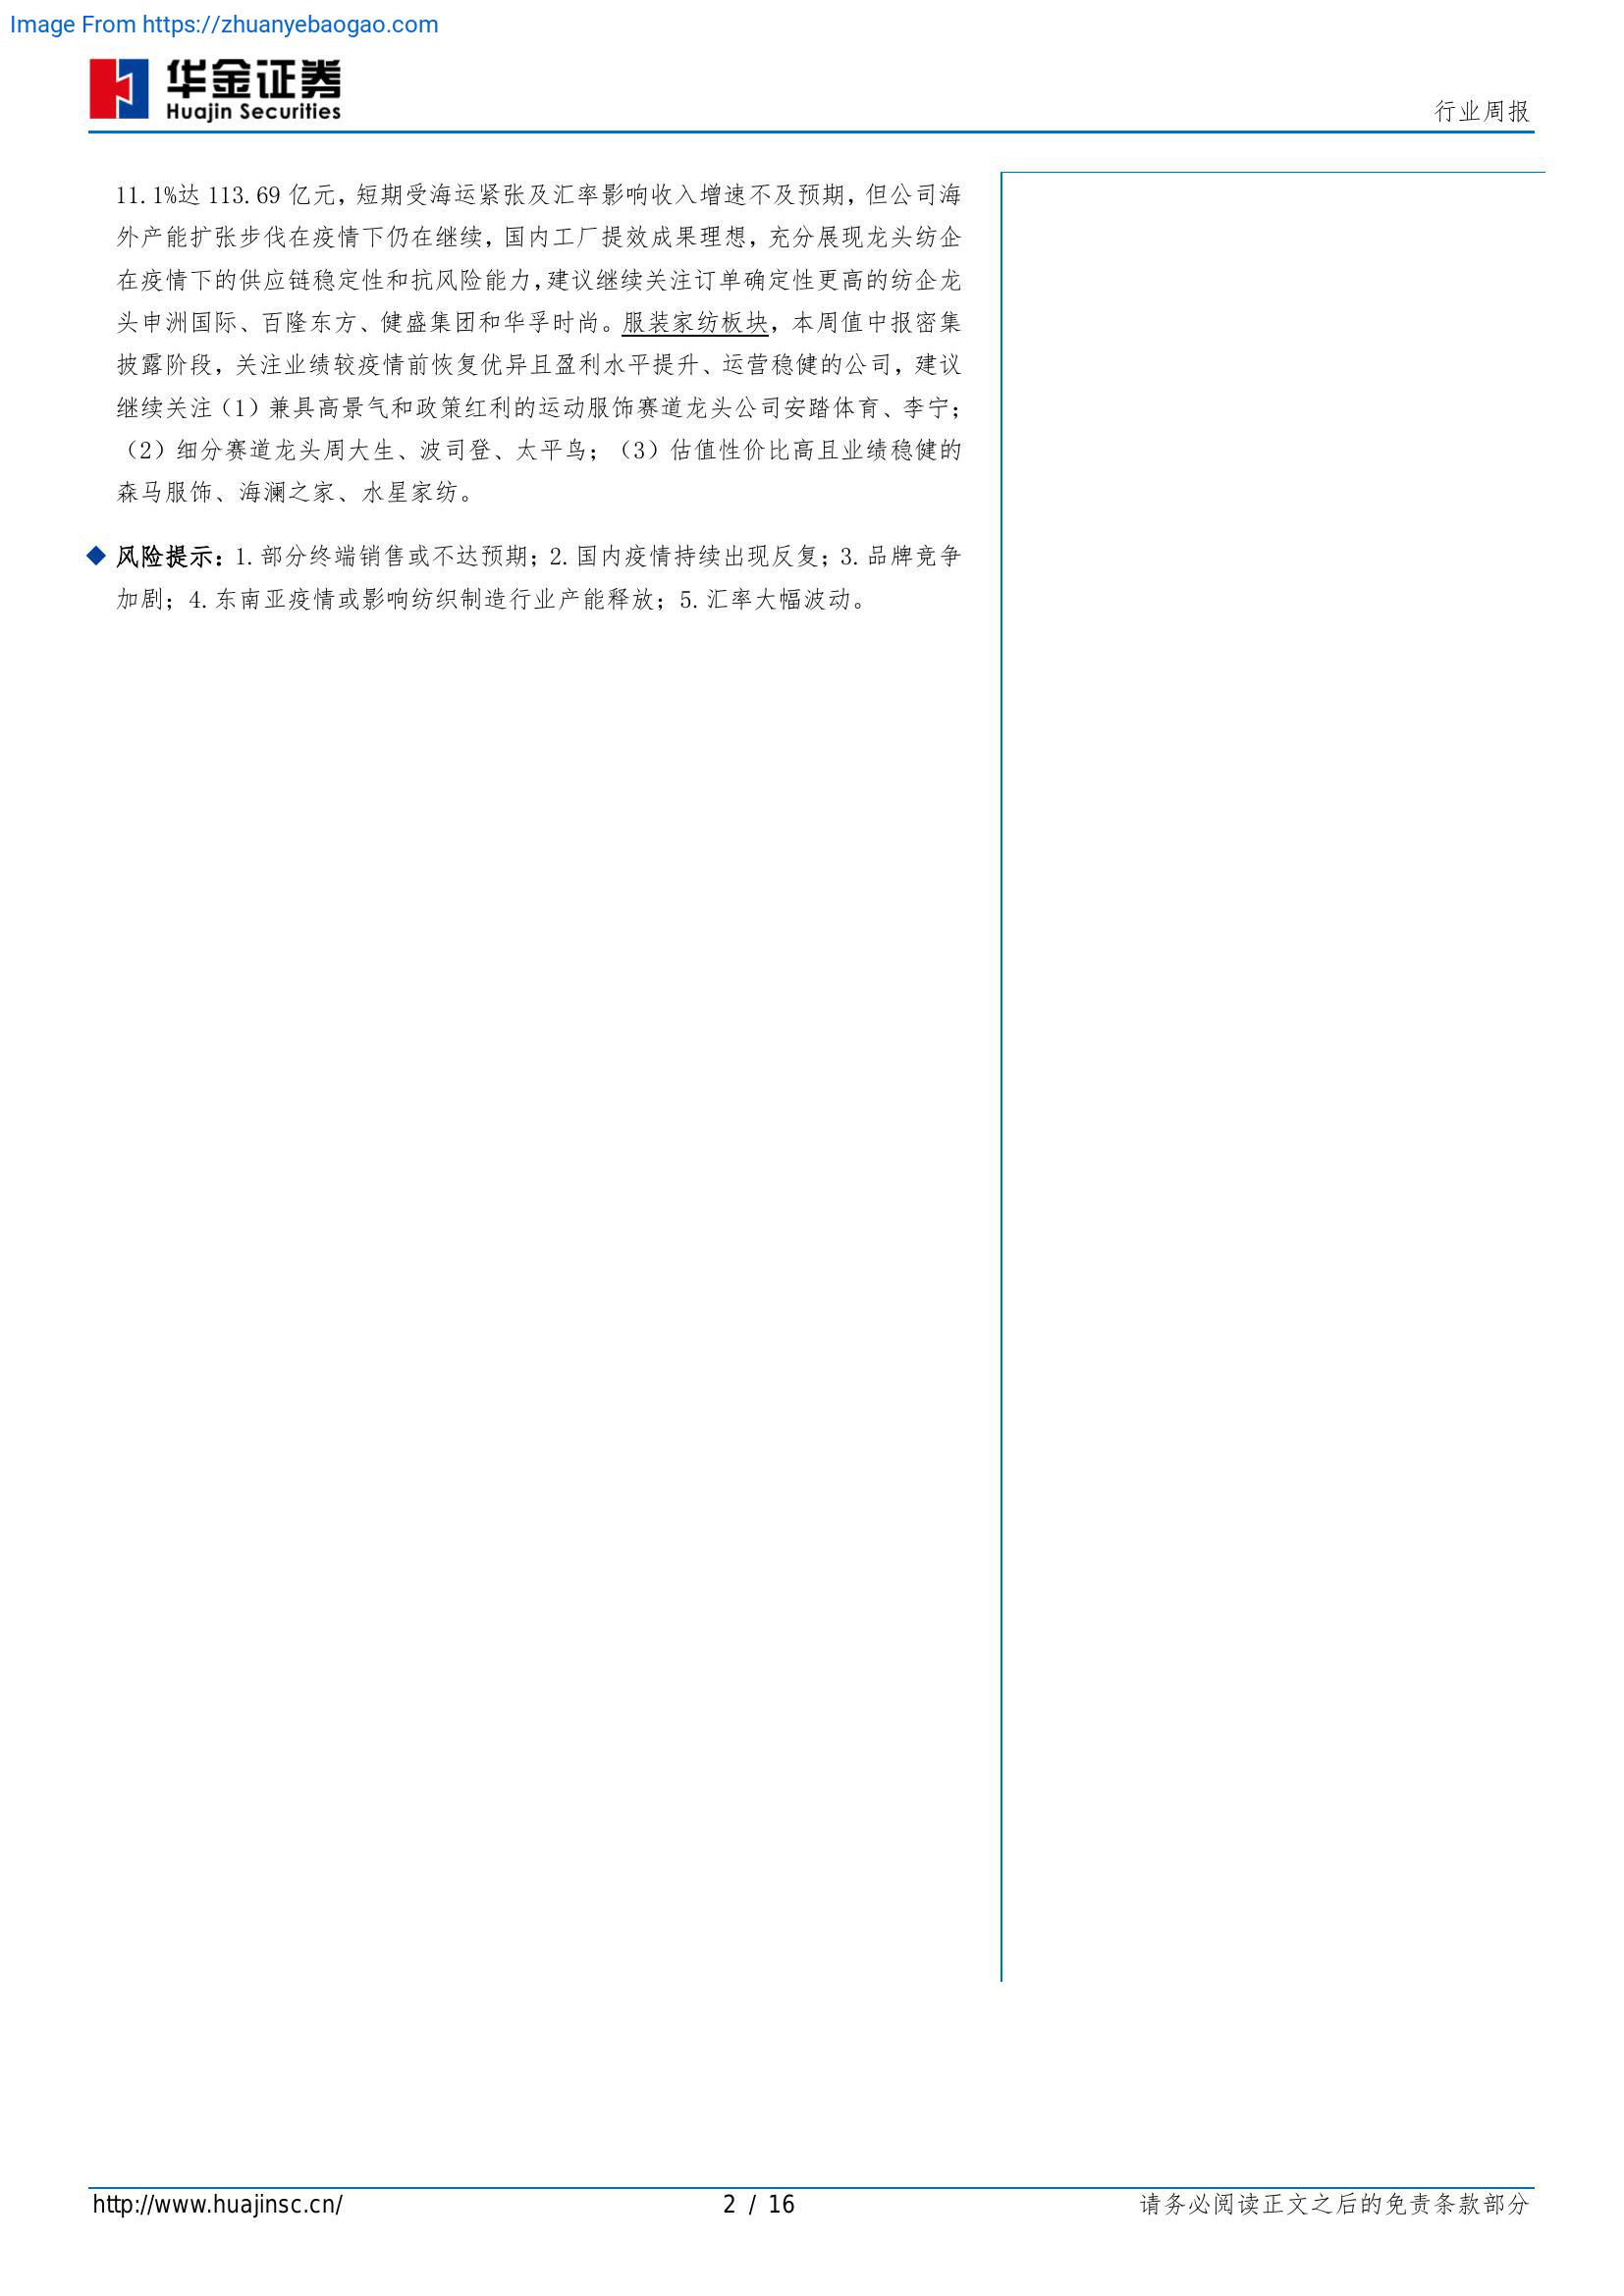 Image From https://zhuanyebaogao.com
华金证券
Huajin Securities
行业周报
11.1%达 113.69 亿元，短期受海运紧张及汇率影响收入增速不及预期，但公司海
外产能扩张步伐在疫情下仍在继续，国内工厂提效成果理想，充分展现龙头纺企
在疫情下的供应链稳定性和抗风险能力，建议继续关注订单确定性更高的纺企龙
头申洲国际、百隆东方、健盛集团和华孚时尚。服装家纺板块，本周值中报密集
披露阶段，关注业绩较疫情前恢复优异且盈利水平提升、运营稳健的公司，建议
继续关注（1）兼具高景气和政策红利的运动服饰赛道龙头公司安踏体育、李宁；
（2）细分赛道龙头周大生、波司登、太平鸟；（3）估值性价比高且业绩稳健的
森马服饰、海澜之家、水星家纺。
◆ 风险提示：1. 部分终端销售或不达预期；2. 国内疫情持续出现反复；3. 品牌竞争
加剧；4. 东南亚疫情或影响纺织制造行业产能释放；5. 汇率大幅波动。
http://www.huajinsc.cn/
2 / 16
请务必阅读正文之后的免责条款部分